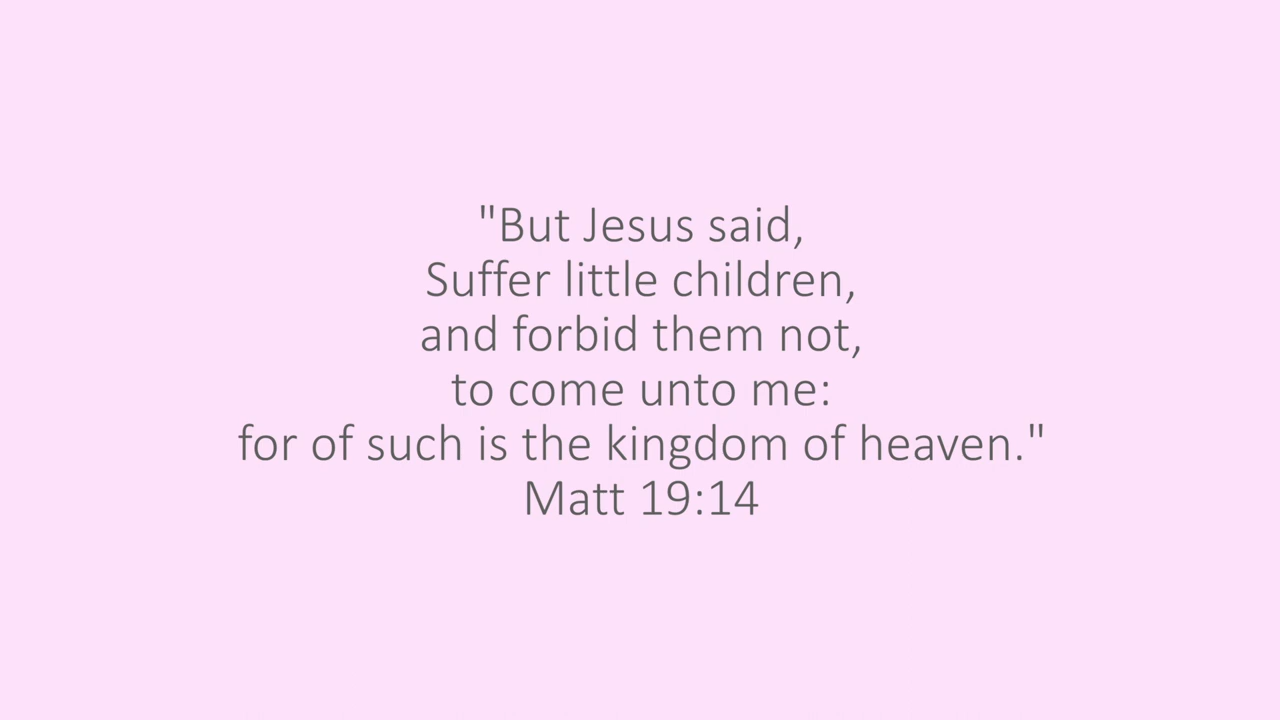 "But Jesus said,
Suffer little children,
and forbid them not,
to come unto me:
for of such is the kingdom of heaven."
Matt 19:14